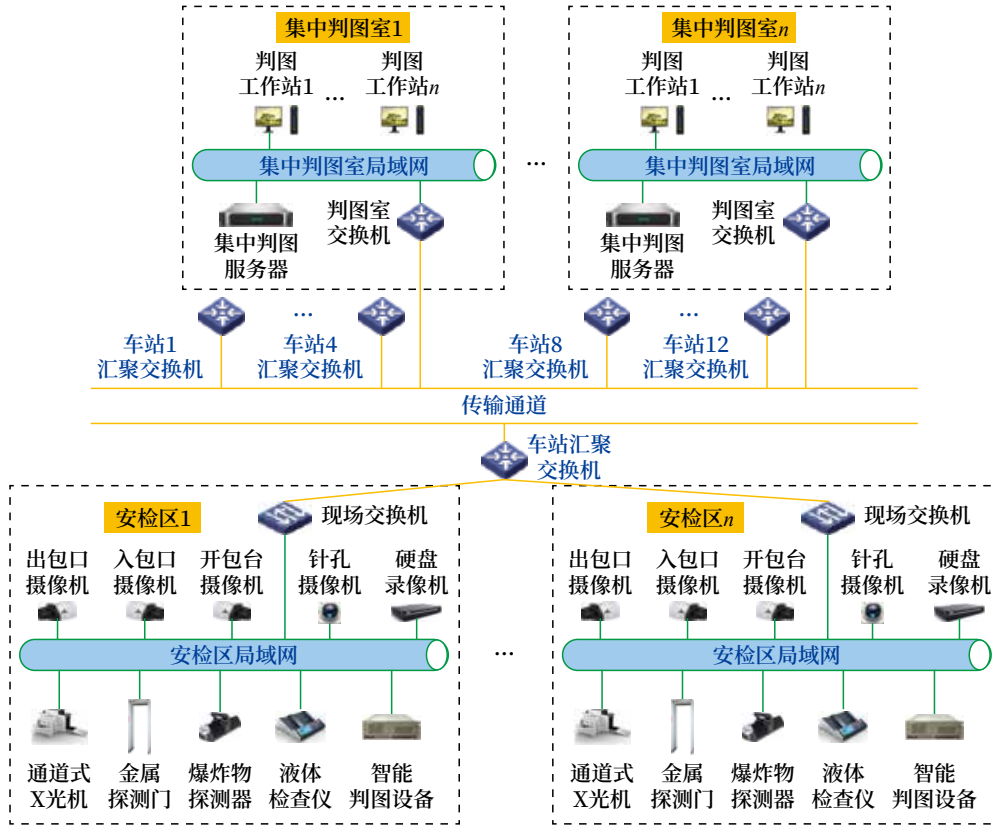 集中判图室1
判图
工作站1
…
判图
工作站n
集中判图室局域网
集中判图
服务器
判图室
交换机
…
集中判图室n
判图
工作站1
…
判图
工作站n
集中判图室局域网
集中判图
服务器
判图室
交换机
车站1
汇聚交换机
…
车站4
汇聚交换机
车站8
汇聚交换机
…
车站12
汇聚交换机
传输通道
车站汇聚
交换机
安检区1
现场交换机
出包口
摄像机
入包口
摄像机
开包台
摄像机
针孔
摄像机
硬盘
录像机
安检区局域网
通道式
X光机
金属
探测门
爆炸物
探测器
液体
检查仪
智能
判图设备
…
安检区n
现场交换机
出包口
摄像机
入包口
摄像机
开包台
摄像机
针孔
摄像机
硬盘
录像机
安检区局域网
通道式
X光机
金属
探测门
爆炸物
探测器
液体
检查仪
智能
判图设备